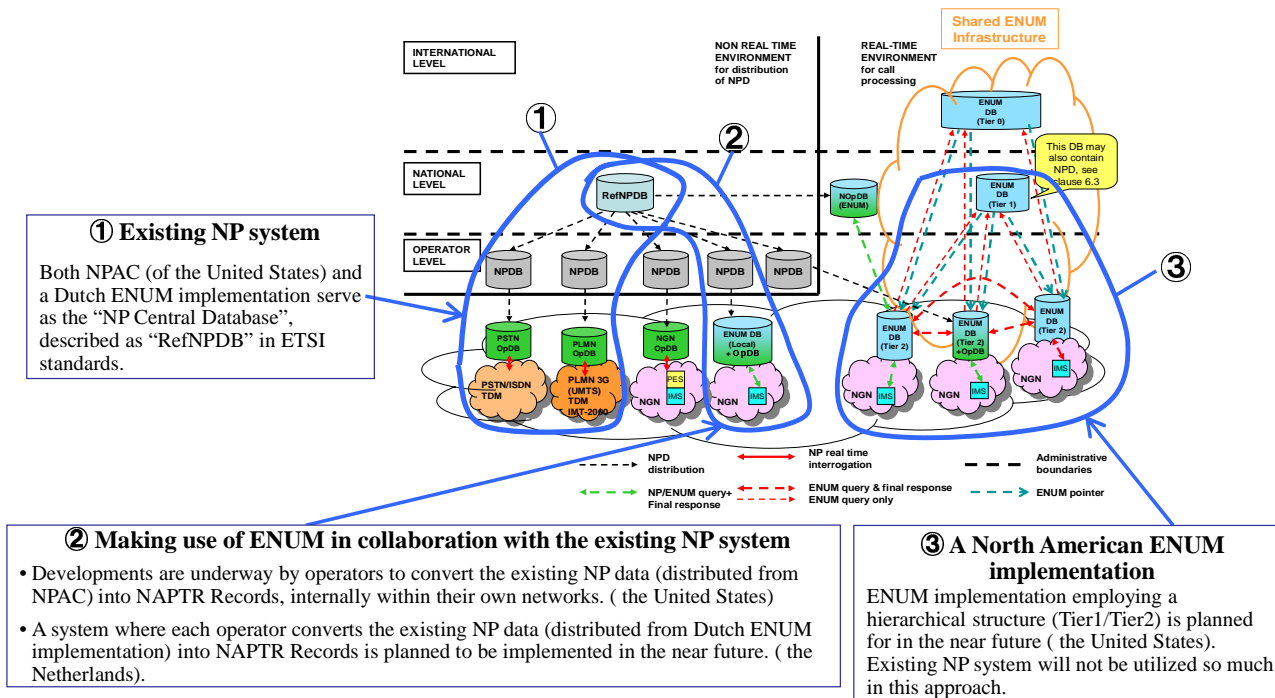 Shared ENUM
Infrastructure
INTERNATIONAL
LEVEL
NON REAL TIME
ENVIRONMENT
for distribution
of NPD
REAL-TIME
ENVIRONMENT
for call
processing
ENUM
DB
(Tier 0)
①
②
This DB may
also contain
NPD, see
clause 6.3
NATIONAL
LEVEL
RefNPDB
NOpDB
(ENUM)
ENUM
DB
(Tier 1)
① Existing NP system
Both NPAC (of the United States) and
a Dutch ENUM implementation serve
as the “NP Central Database”,
described as “RefNPDB” in ETSI
standards.
OPERATOR
LEVEL
NPDB
NPDB
NPDB
NPDB
NPDB
③
PSTN
OpDB
PLMN
OpDB
NGN
OpDB
ENUM DB
(Local)
+ OpDB
ENUM
DB
(Tier 2)
ENUM
DB
(Tier 2)
+OpDB
ENUM
DB
(Tier 2)
PSTN/ISDN
TDM
PLMN 3G
(UMTS)
TDM
IMT-2000
NGN
PES
IMS
NGN
IMS
NGN
IMS
NGN
IMS
NGN
IMS
NPD
distribution
NP real time
interrogation
Administrative
boundaries
NP/ENUM query+
Final response
ENUM query & final response
ENUM query only
ENUM pointer
② Making use of ENUM in collaboration with the existing NP system
• Developments are underway by operators to convert the existing NP data (distributed from
NPAC) into NAPTR Records, internally within their own networks. ( the United States)
• A system where each operator converts the existing NP data (distributed from Dutch ENUM
implementation) into NAPTR Records is planned to be implemented in the near future. ( the
Netherlands).
③ A North American ENUM
implementation
ENUM implementation employing a
hierarchical structure (Tier1/Tier2) is planned
for in the near future ( the United States).
Existing NP system will not be utilized so much
in this approach.